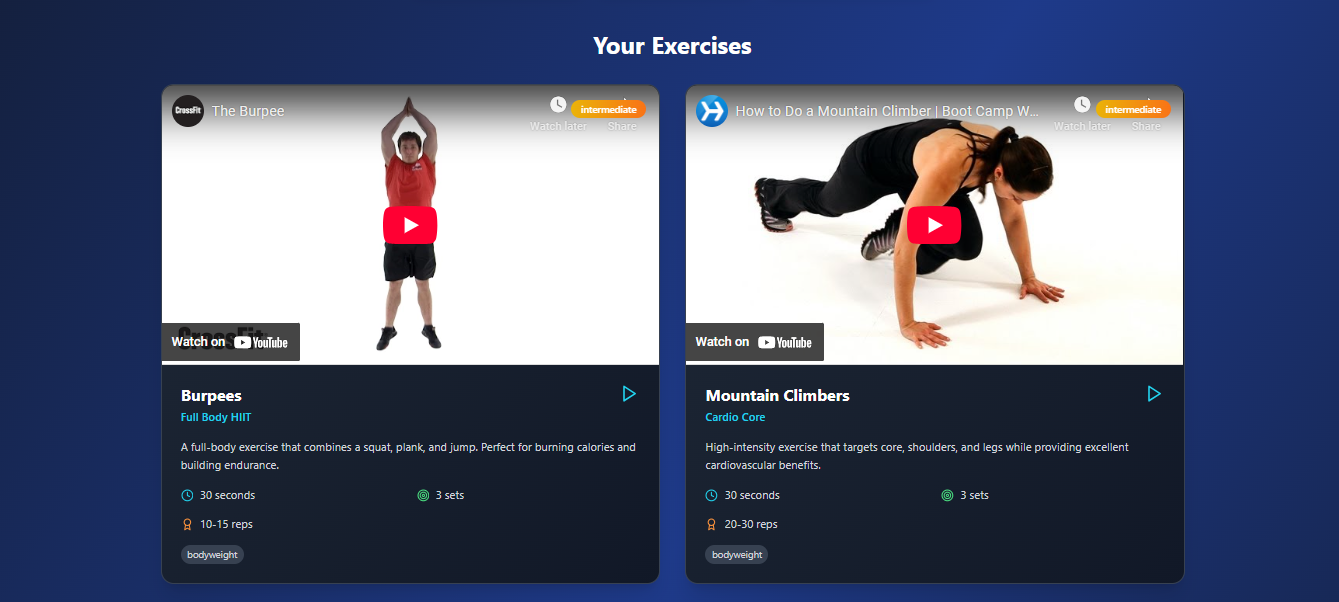 Your Exercises
CrossFit
The Burpee
intermediate
Watch later
Share
CrossFit
Watch on YouTube
Burpees
Full Body HIIT
A full-body exercise that combines a squat, plank, and jump. Perfect for burning calories and
building endurance.
30 seconds
3 sets
10-15 reps
bodyweight
How to Do a Mountain Climber | Boot Camp W...
intermediate
Watch later
Share
Watch on YouTube
Mountain Climbers
Cardio Core
High-intensity exercise that targets core, shoulders, and legs while providing excellent
cardiovascular benefits.
30 seconds
3 sets
20-30 reps
bodyweight